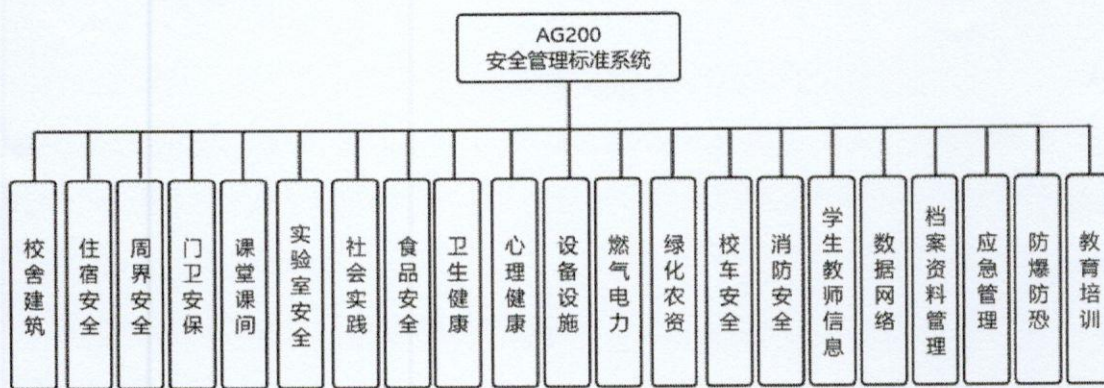 AG200
安全管理标准系统
校舍建筑
住宿安全
周界安全
门卫安保
课堂课间
实验室安全
社会实践
食品安全
卫生健康
心理健康
设备设施
燃气电力
绿化农资
校车安全
消防安全
学生教师信息
数据网络
档案资料管理
应急管理
防爆防恐
教育培训